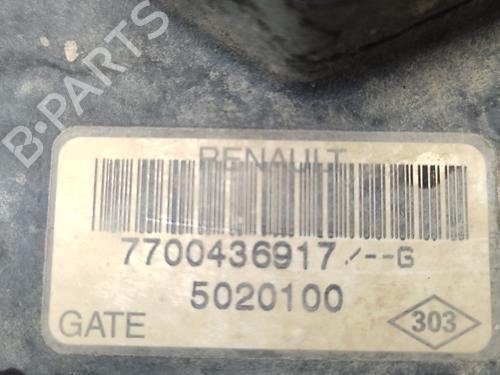 B-PARTS
RENAULT
7700436917/--G
5020100
GATE
303